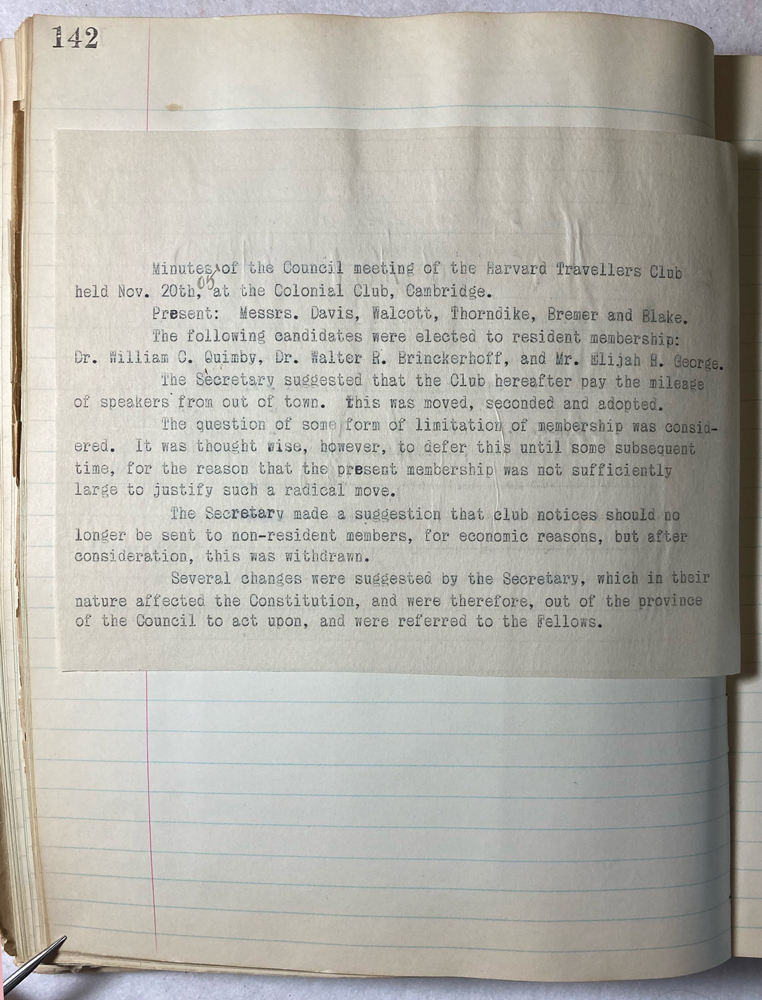 142
Minutes of the Council meeting of the Harvard Travellers Club
held Nov. 20th, 05 at the Colonial Club, Cambridge.
Present: Messrs. Davis, Walcott, Thorndike, Bremer and Blake.
The following candidates were elected to resident membership:
Dr. William C. Quimby, Dr. Walter R. Brinckerhoff, and Mr. Elijah H. George.
The Secretary suggested that the Club hereafter pay the mileage
of speakers from out of town. This was moved, seconded and adopted.
The question of some form of limitation of membership was consid-
ered. It was thought wise, however, to defer this until some subsequent
time, for the reason that the present membership was not sufficiently
large to justify such a radical move.
The Secretary made a suggestion that club notices should no
longer be sent to non-resident members, for economic reasons, but after
consideration, this was withdrawn.
Several changes were suggested by the Secretary, which in their
nature affected the Constitution, and were therefore, out of the province
of the Council to act upon, and were referred to the Fellows.